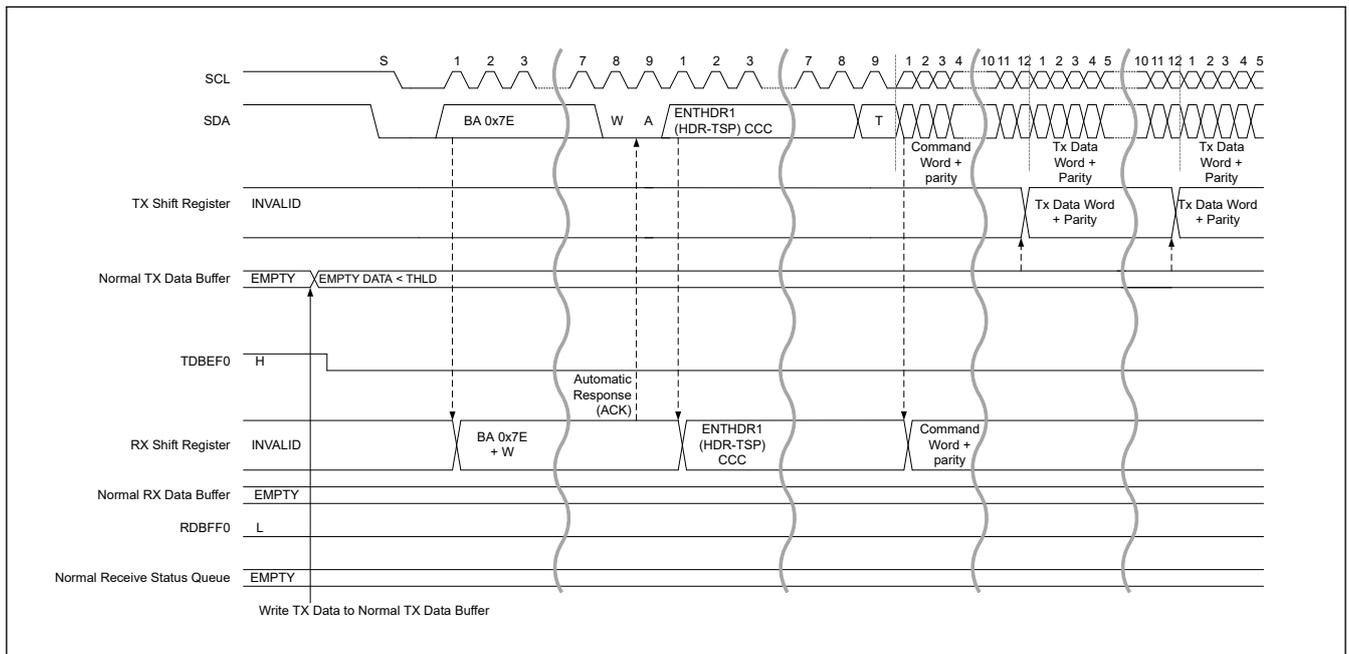 S 1 2 3 7 8 9 1 2 3 7 8 9 1 2 3 4 10 11 12 1 2 3 4 5 10 11 12 1 2 3 4 5
SCL
SDA BA 0x7E W A ENTHDR1
(HDR-TSP) CCC T
Command
Word +
parity
Tx Data
Word +
Parity
Tx Data
Word +
Parity
TX Shift Register INVALID
Tx Data Word
+ Parity
Tx Data Word
+ Parity
Normal TX Data Buffer EMPTY EMPTY DATA < THLD
TDBEF0 H
Automatic
Response
(ACK)
RX Shift Register INVALID
BA 0x7E
+ W
ENTHDR1
(HDR-TSP)
CCC
Command
Word +
parity
Normal RX Data Buffer EMPTY
RDBFF0 L
Normal Receive Status Queue EMPTY
Write TX Data to Normal TX Data Buffer